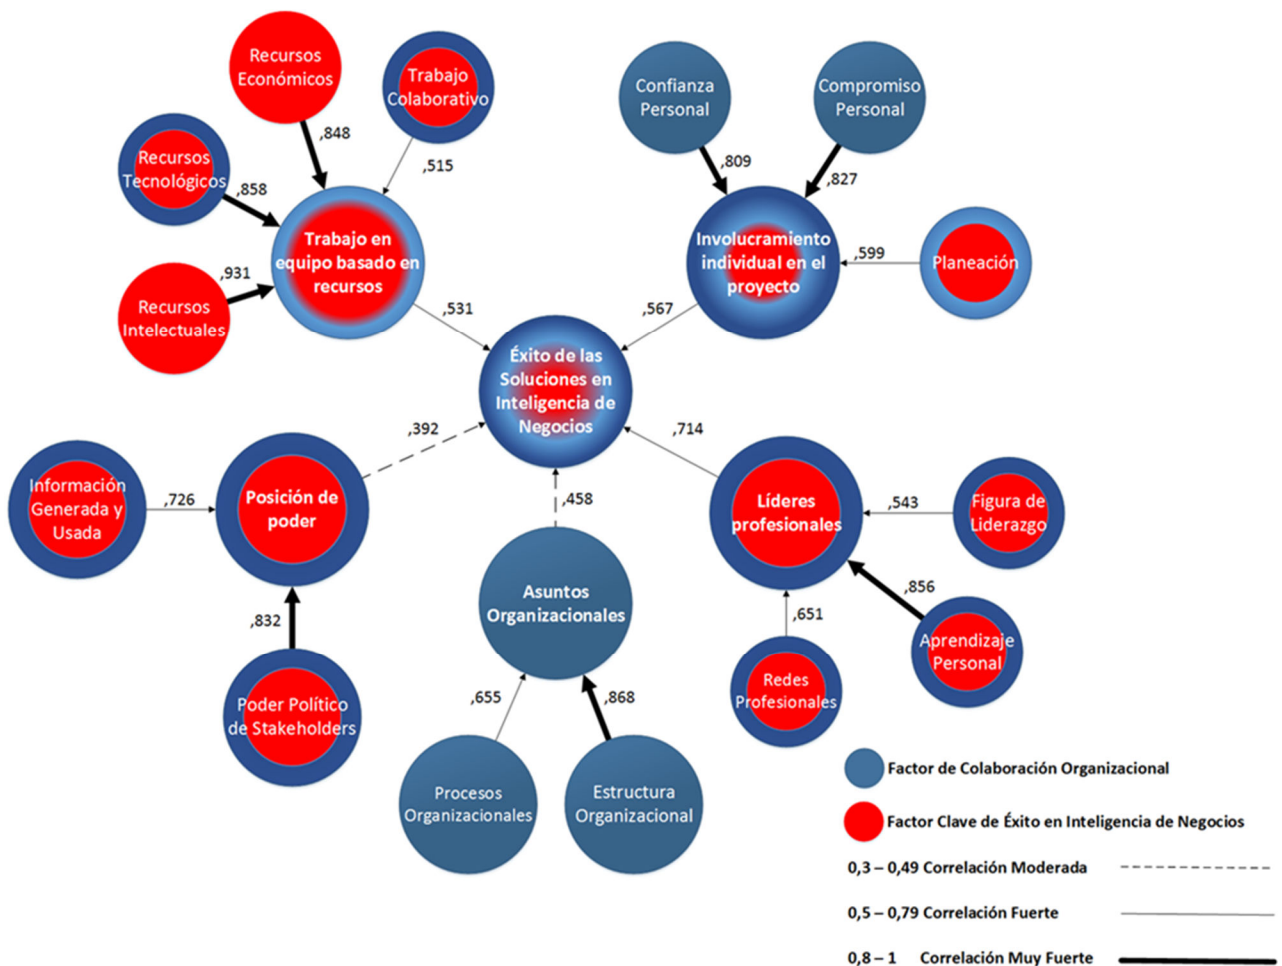 Recursos
Económicos
,848
Trabajo
Colaborativo
,515
Recursos
Tecnológicos
,858
Recursos
Intelectuales
,931
Trabajo en
equipo basado en
recursos
,531
Confianza
Personal
,809
Compromiso
Personal
,827
Involucramiento
individual en el
proyecto
,599
Planeación
,567
Éxito de las
Soluciones en
Inteligencia de
Negocios
,392
,714
,458
Información
Generada y
Usada
,726
Posición de
poder
,832
Poder Político
de Stakeholders
Asuntos
Organizacionales
,655
,868
Procesos
Organizacionales
Estructura
Organizacional
Líderes
profesionales
,543
Figura de
Liderazgo
,856
Aprendizaje
Personal
,651
Redes
Profesionales
Factor de Colaboración Organizacional
Factor Clave de Éxito en Inteligencia de Negocios
0,3 – 0,49 Correlación Moderada
0,5 – 0,79 Correlación Fuerte
0,8 – 1 Correlación Muy Fuerte